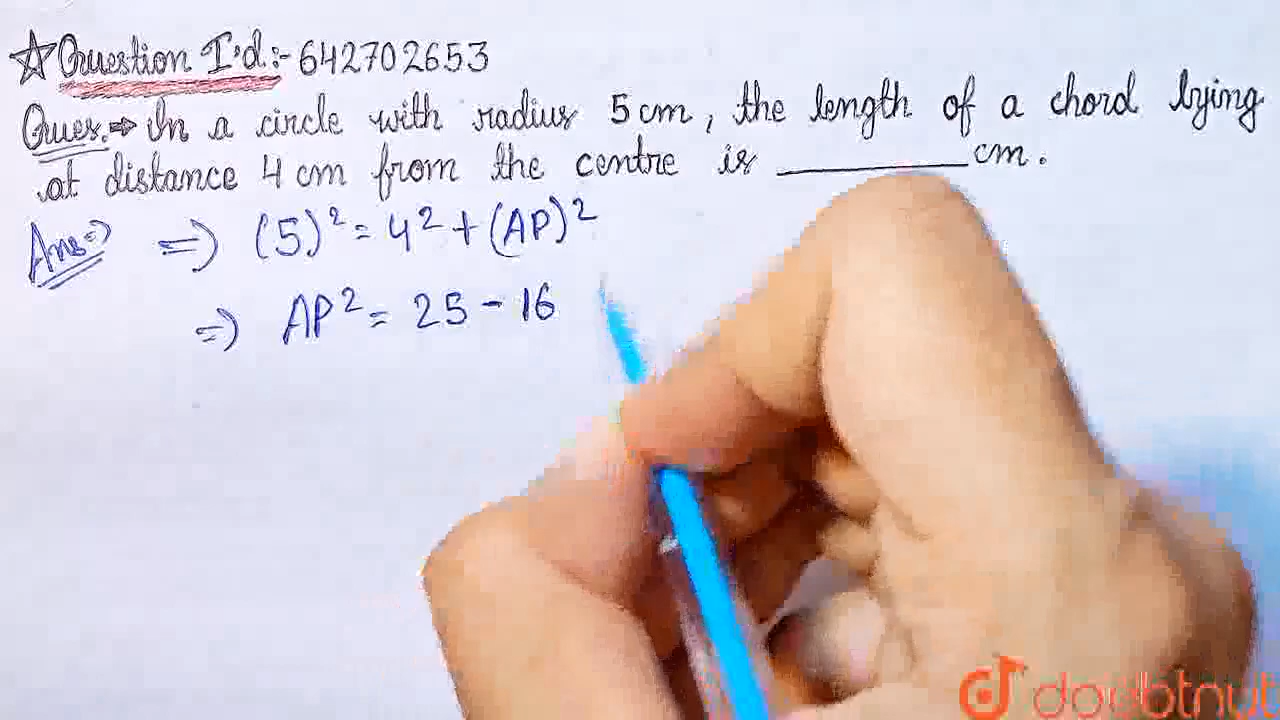 ☆ Question I'd:- 642702653
Ques.⇒ In a circle with radius 5 cm, the length of a chord lying
at distance 4 cm from the centre is ________ cm.
Ans⇒ ⇒) (5)² = 4² + (AP)²
⇒) AP² = 25 - 16
doubtnut